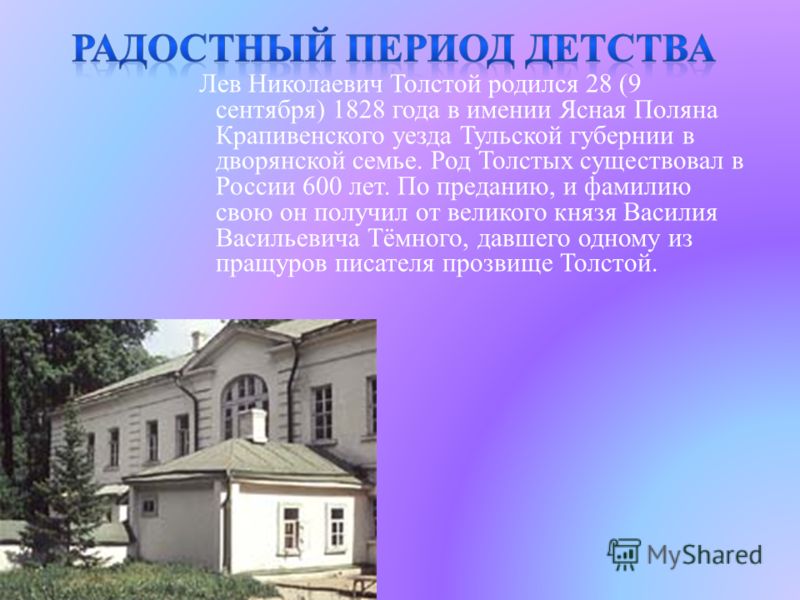 РАДОСТНЫЙ ПЕРИОД ДЕТСТВА
Лев Николаевич Толстой родился 28 (9
сентября) 1828 года в имении Ясная Поляна
Крапивенского уезда Тульской губернии в
дворянской семье. Род Толстых существовал в
России 600 лет. По преданию, и фамилию
свою он получил от великого князя Василия
Васильевича Тёмного, давшего одному из
пращуров писателя прозвище Толстой.
MyShared